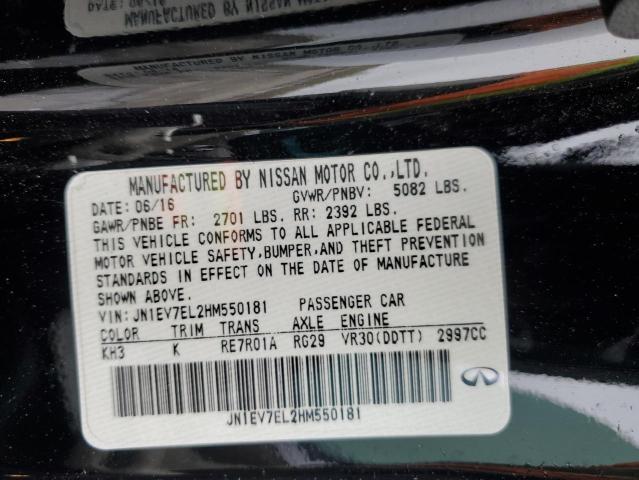 MANUFACTURED BY NISSAN MOTOR CO.,LTD.
DATE: 06/16 GVWR/PNBV: 5082 LBS.
GAWR/PNBE FR: 2701 LBS. RR: 2392 LBS.
THIS VEHICLE CONFORMS TO ALL APPLICABLE FEDERAL
MOTOR VEHICLE SAFETY,BUMPER,AND THEFT PREVENTION
STANDARDS IN EFFECT ON THE DATE OF MANUFACTURE
SHOWN ABOVE.
VIN: JN1EV7EL2HM550181 PASSENGER CAR
COLOR TRIM TRANS AXLE ENGINE
KH3 K RE7R01A RG29 VR30(DDTT) 2997CC
JN1EV7EL2HM550181